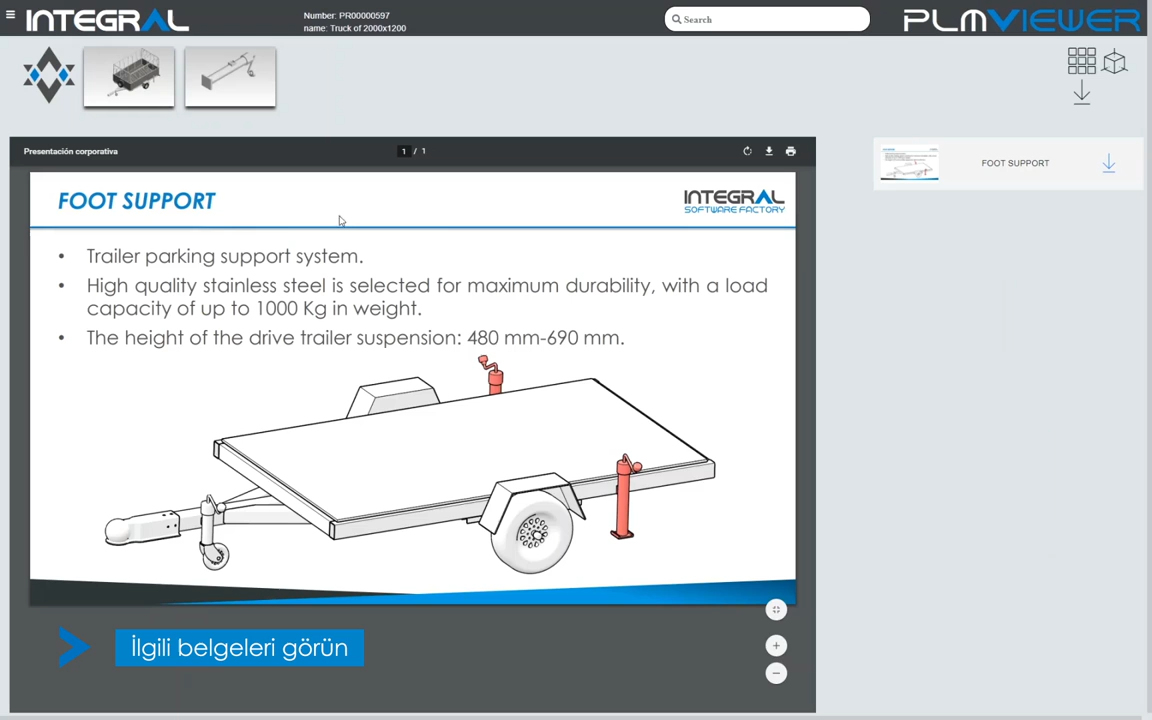 INTEGRAL
Number: PR00000597
name: Truck of 2000x1200
Search
PLMVIEWER
Presentación corporativa
1 / 1
FOOT SUPPORT
FOOT SUPPORT
INTEGRAL
SOFTWARE FACTORY
• Trailer parking support system.
• High quality stainless steel is selected for maximum durability, with a load
capacity of up to 1000 Kg in weight.
• The height of the drive trailer suspension: 480 mm-690 mm.
İlgili belgeleri görün